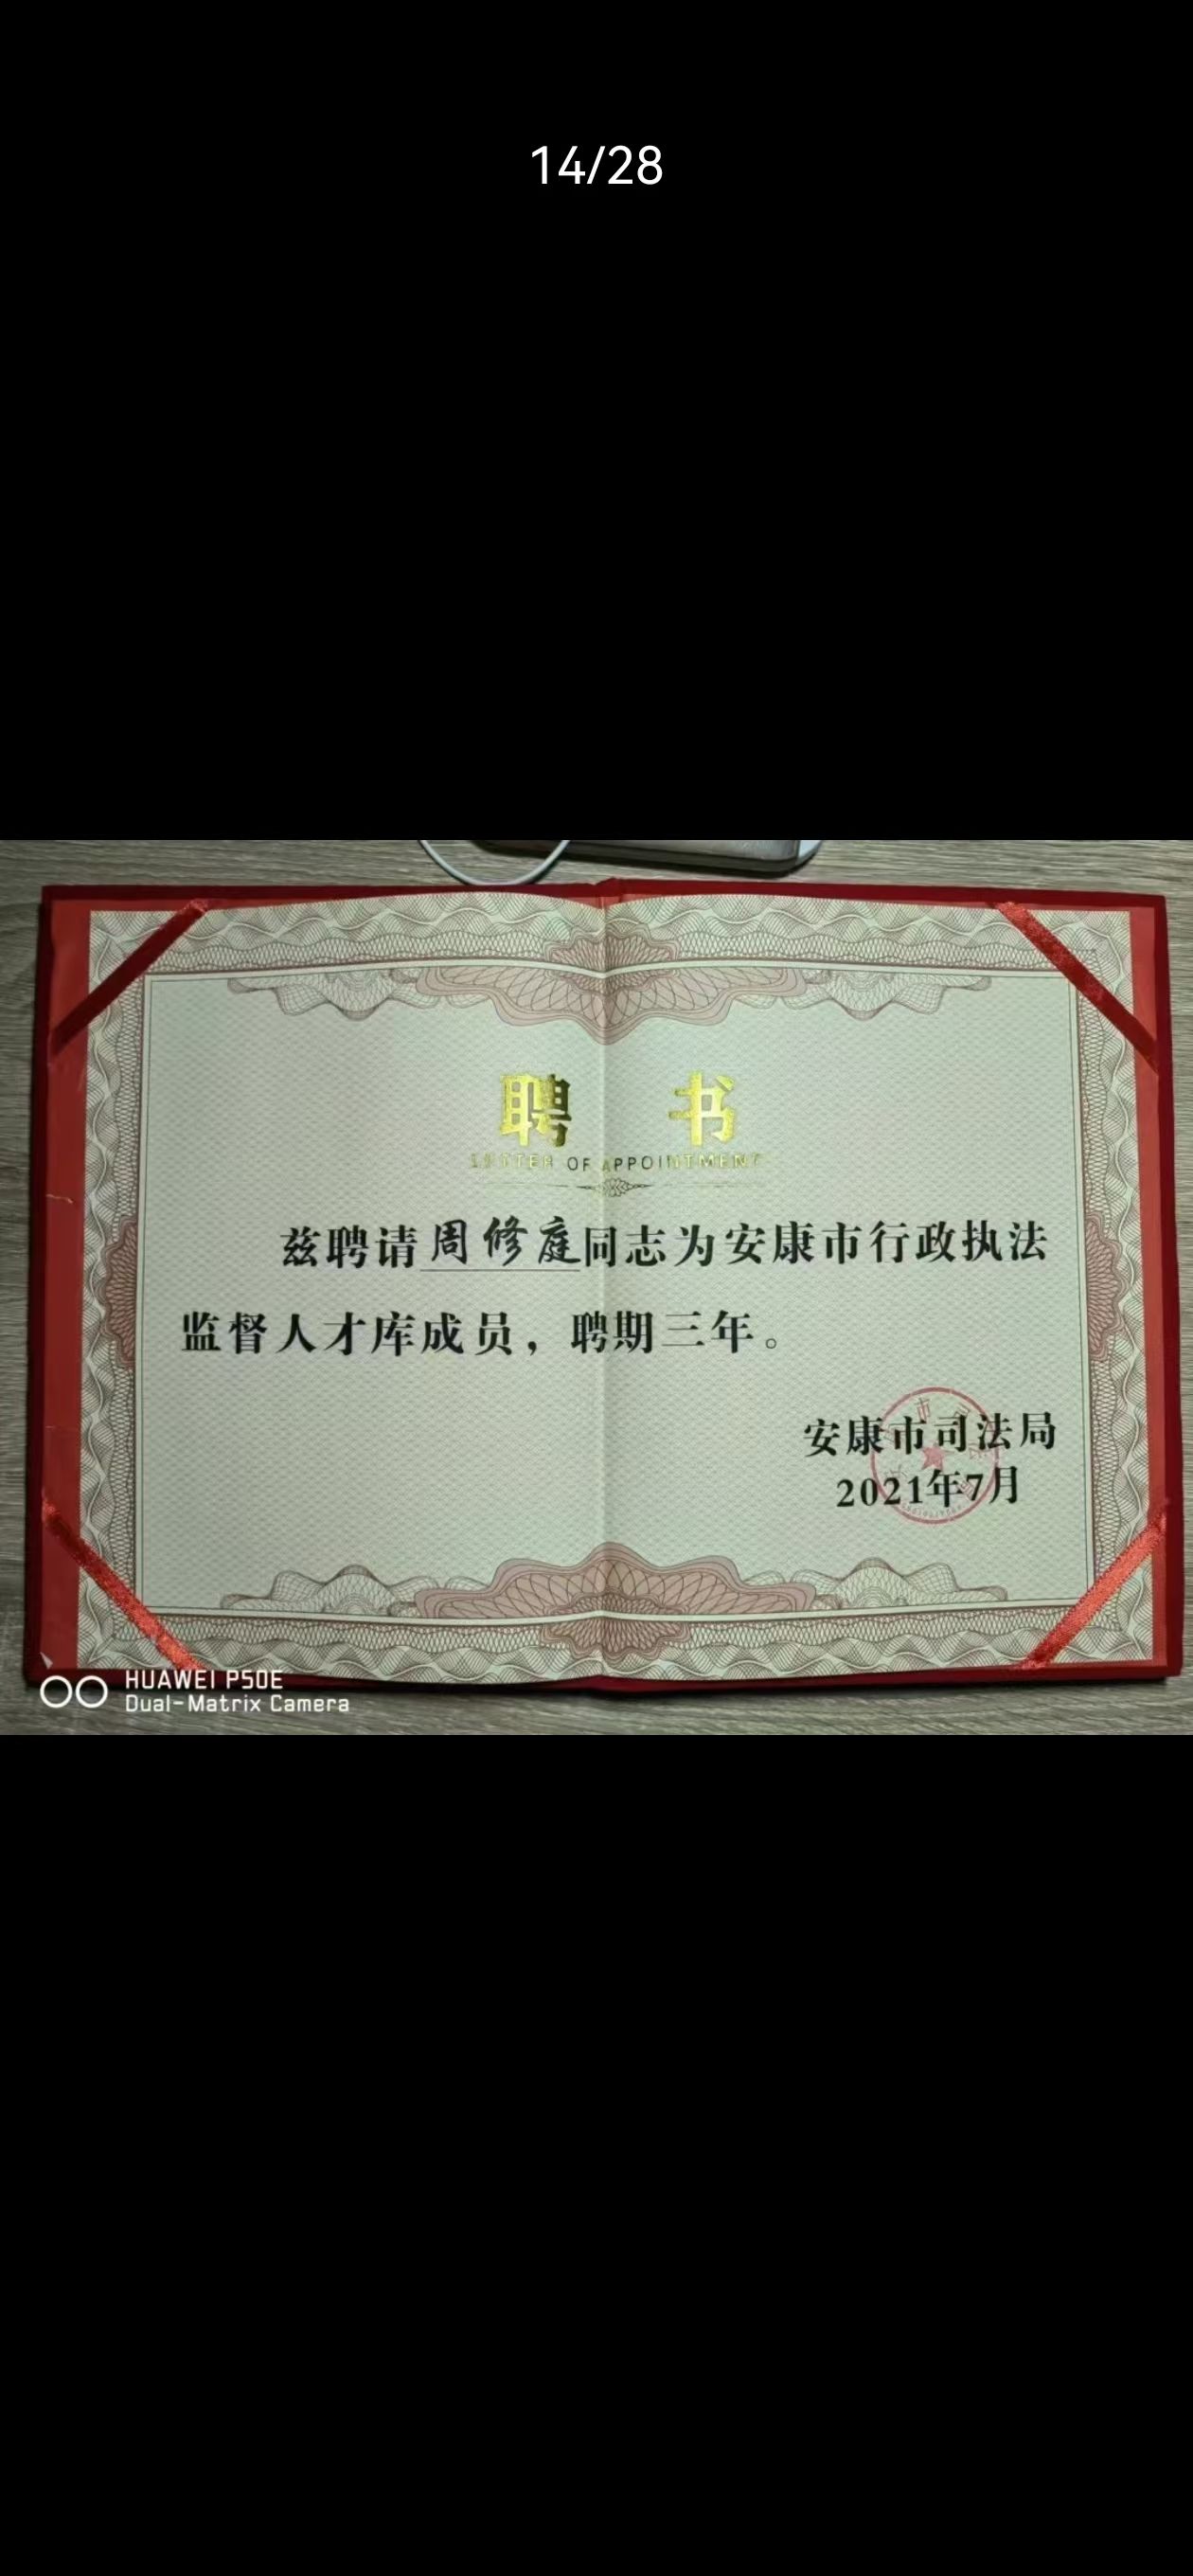 14/28
聘 书
LETTER OF APPOINTMENT
兹聘请周修庭同志为安康市行政执法
监督人才库成员，聘期三年。
安康市司法局
2021年7月
HUAWEI P50E
Dual-Matrix Camera